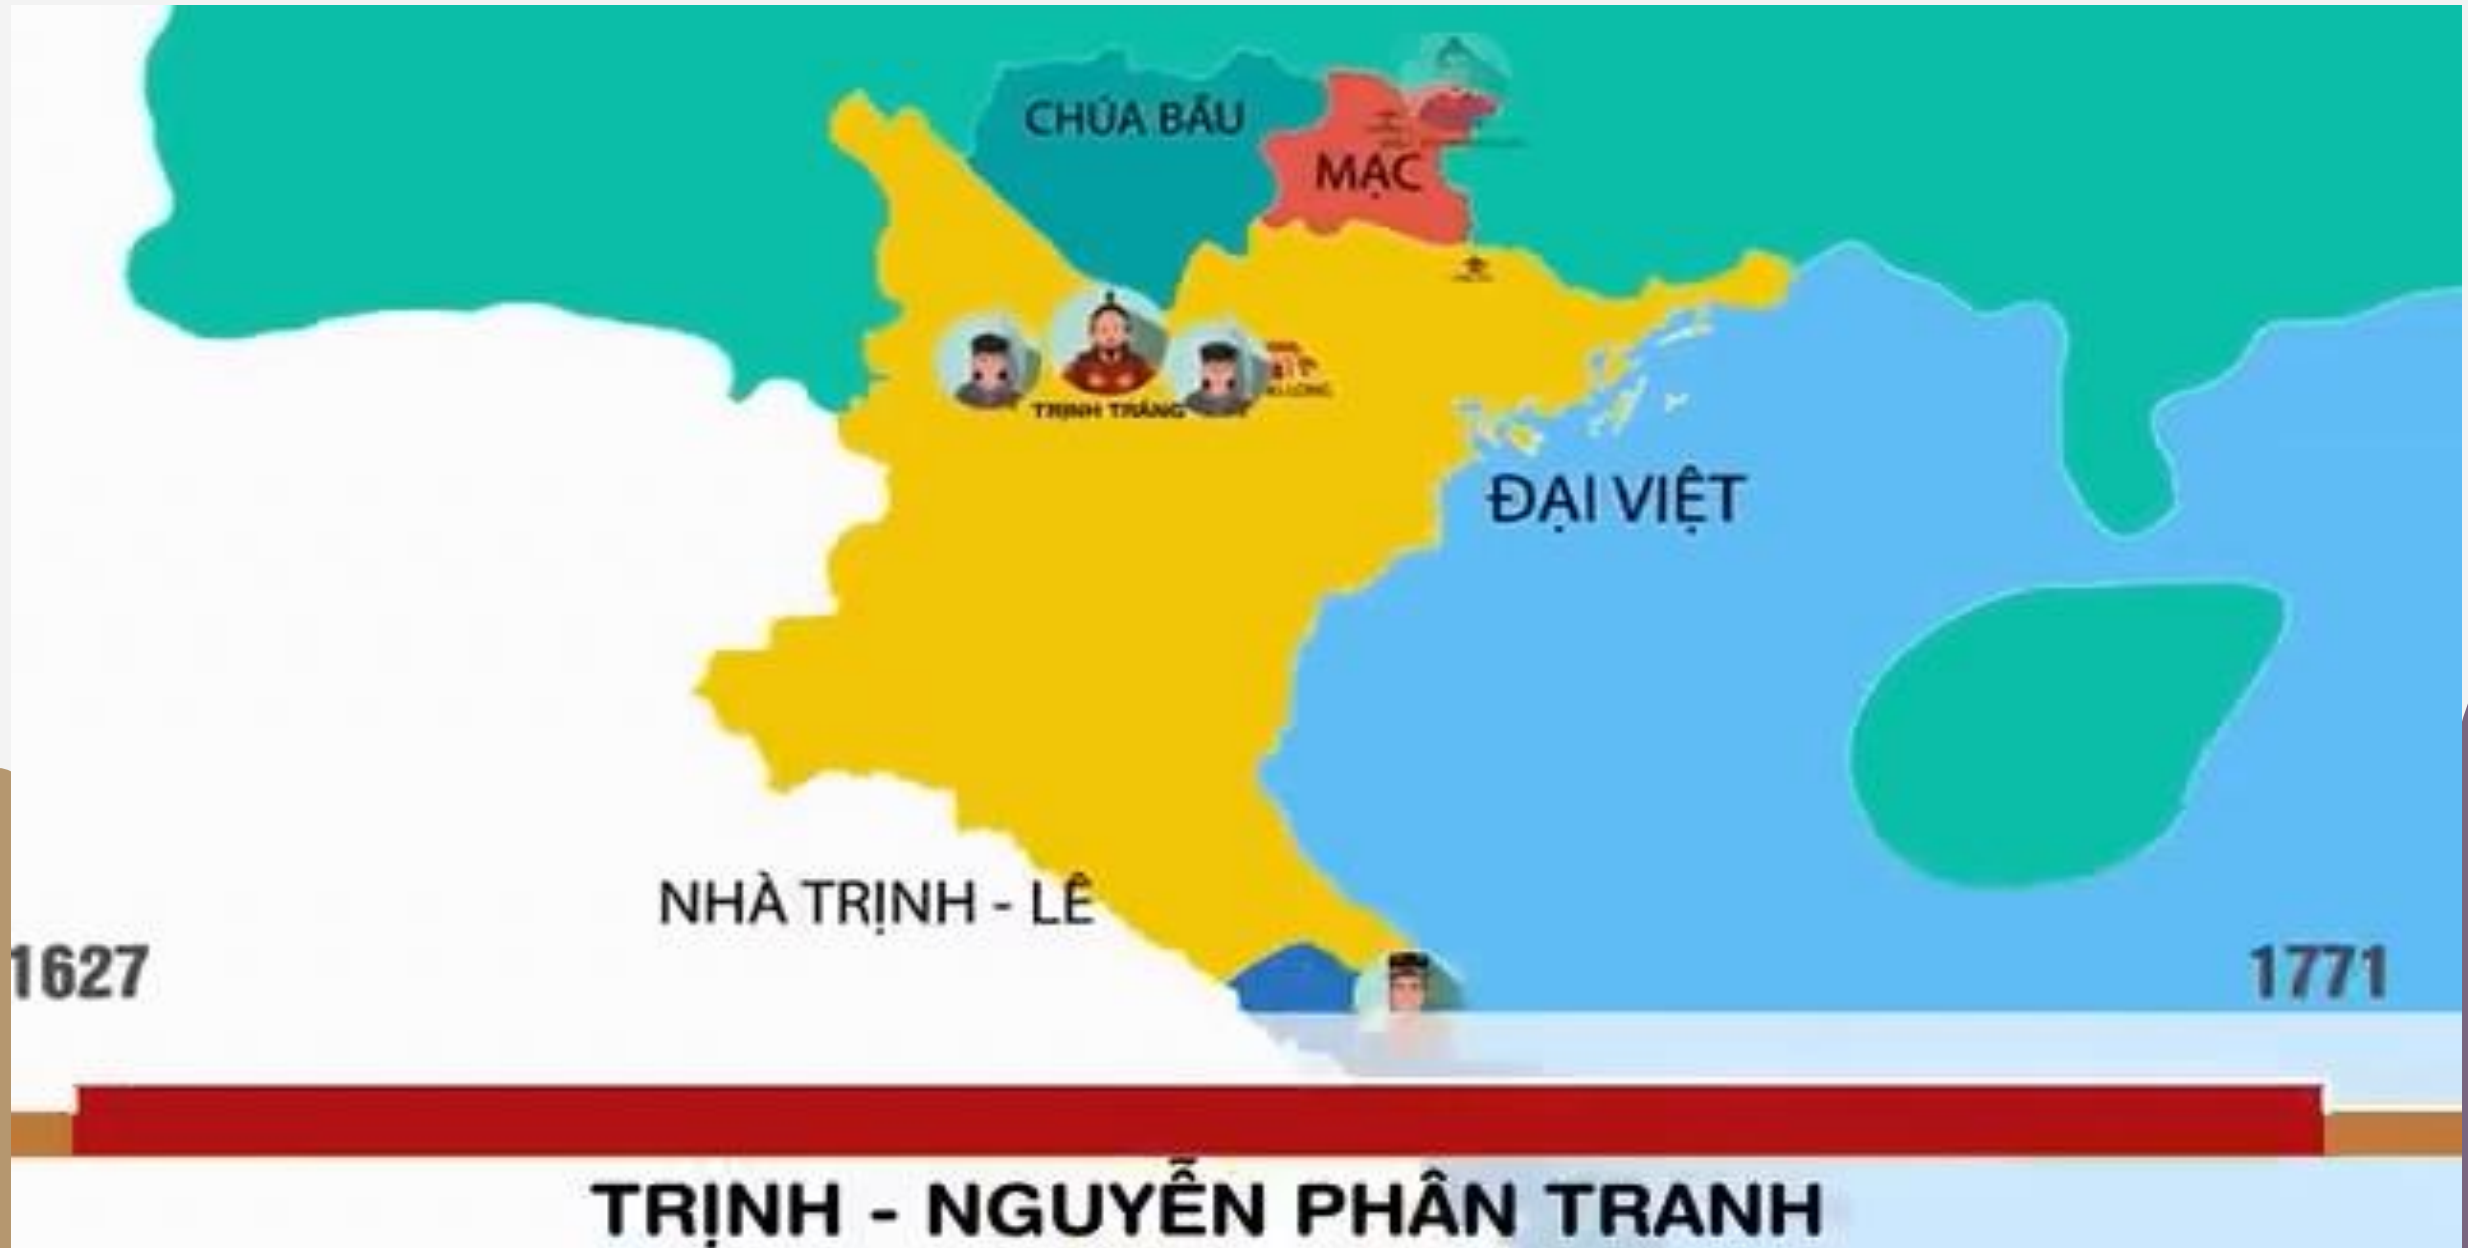 CHÚA BẦU
MẠC
TRỊNH TRÁNG
ĐẠI VIỆT
NHÀ TRỊNH - LÊ
1627
1771
TRỊNH - NGUYỄN PHÂN TRANH